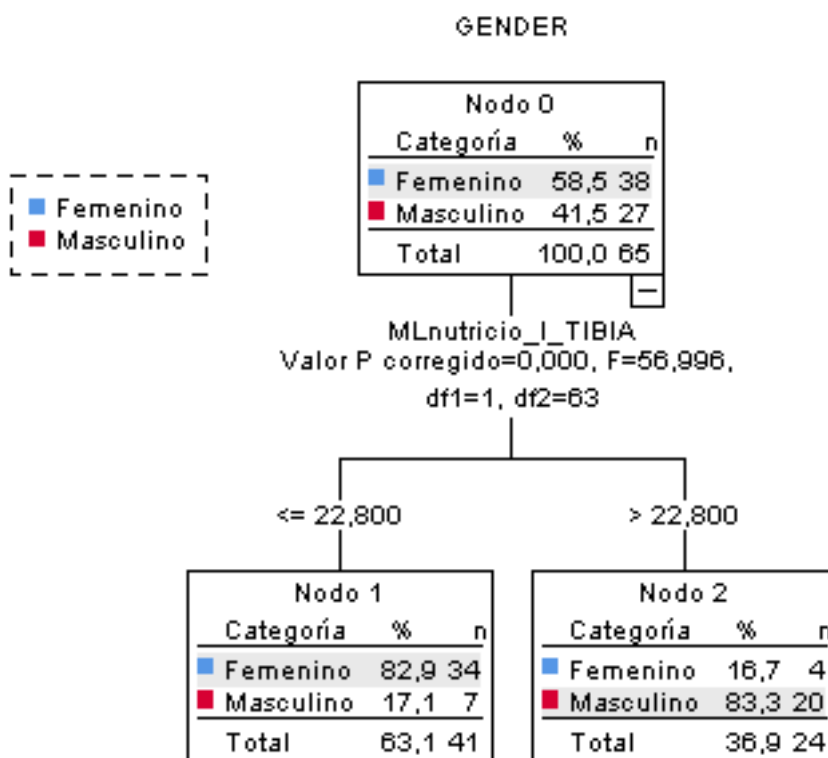 GENDER
Nodo 0
Categoría % n
Femenino 58,5 38
Masculino 41,5 27
Total 100,0 65
Femenino
Masculino
MLnutricio_I_TIBIA
Valor P corregido=0,000, F=56,996,
df1=1, df2=63
<= 22,800
> 22,800
Nodo 1
Categoría % n
Femenino 82,9 34
Masculino 17,1 7
Total 63,1 41
Nodo 2
Categoría % n
Femenino 16,7 4
Masculino 83,3 20
Total 36,9 24